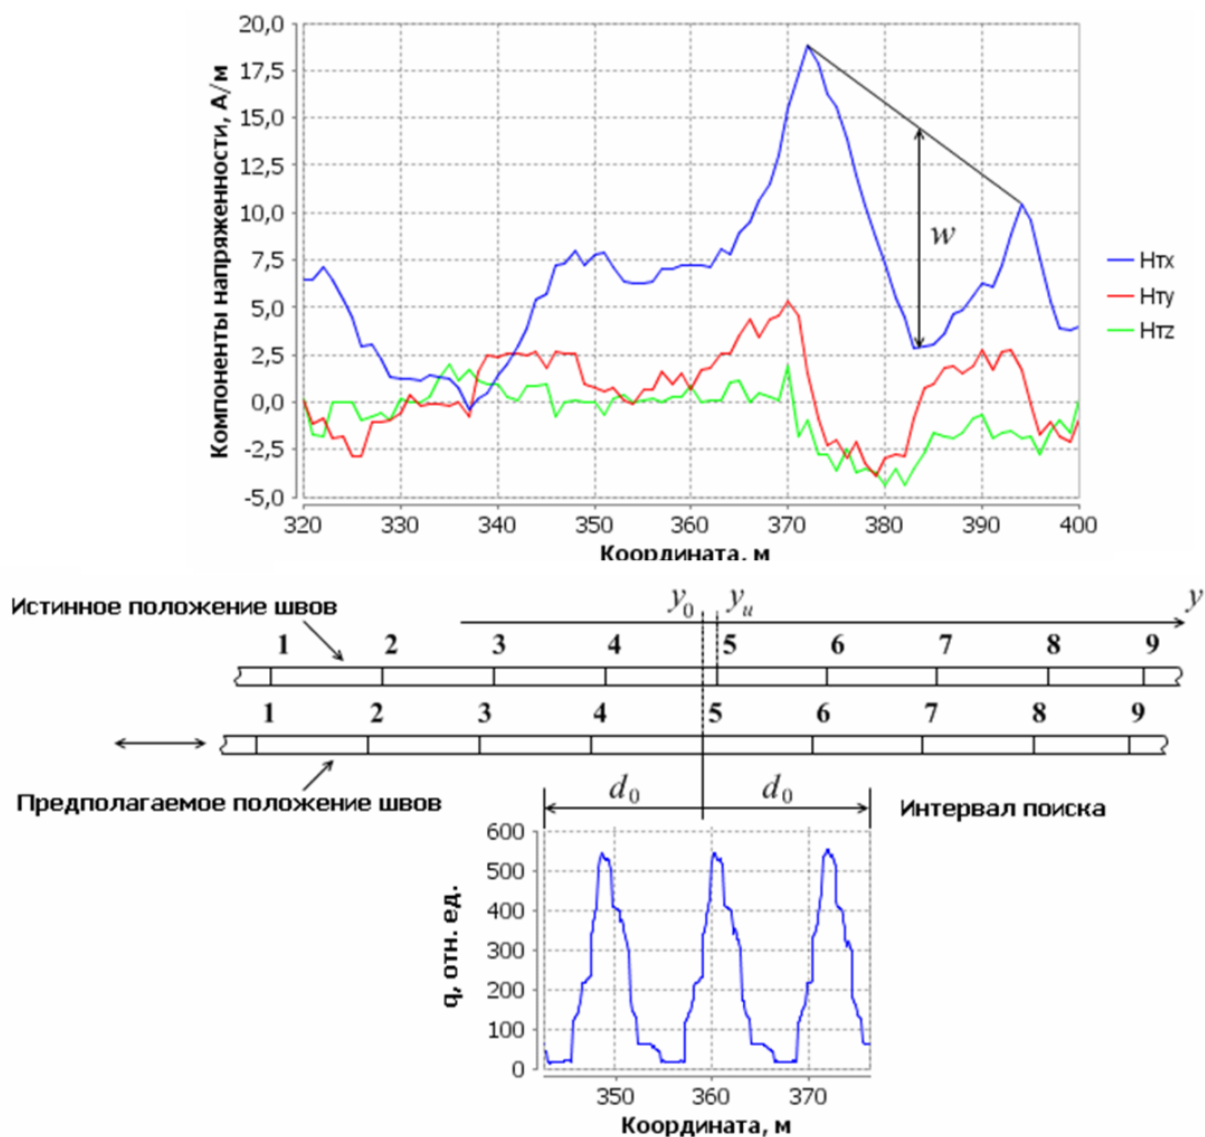 Компоненты напряженности, А/м
20,0
17,5
15,0
12,5
10,0
7,5
5,0
2,5
0,0
-2,5
-5,0
w
Нтx
Нтy
Нтz
320 330 340 350 360 370 380 390 400
Координата, м
Истинное положение швов
y₀ yᵤ y
1 2 3 4 5 6 7 8 9
1 2 3 4 5 6 7 8 9
Предполагаемое положение швов
d₀ d₀
Интервал поиска
q, отн. ед.
600
500
400
300
200
100
0
350 360 370
Координата, м